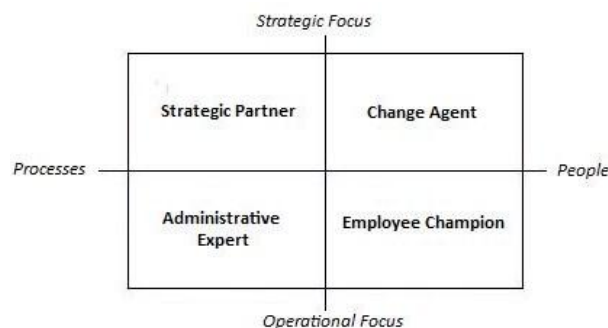 Strategic Focus
Strategic Partner
Change Agent
Processes
People
Administrative
Expert
Employee Champion
Operational Focus